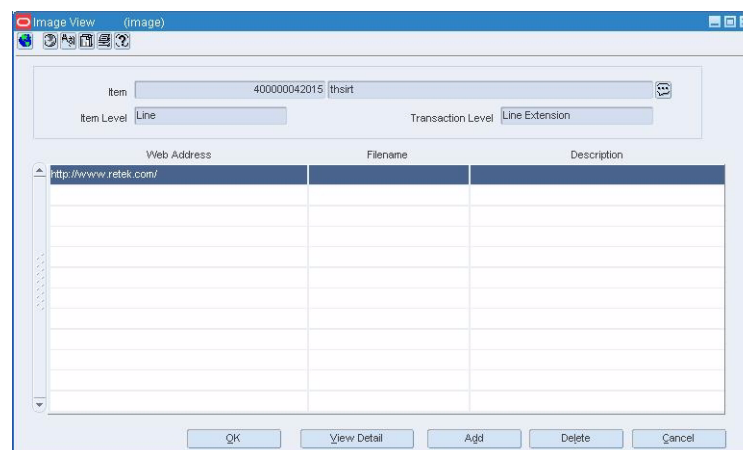 Image View (image)
Item 400000042015 thsirt
Item Level Line Transaction Level Line Extension
Web Address Filename Description
http://www.retek.com/
OK View Detail Add Delete Cancel